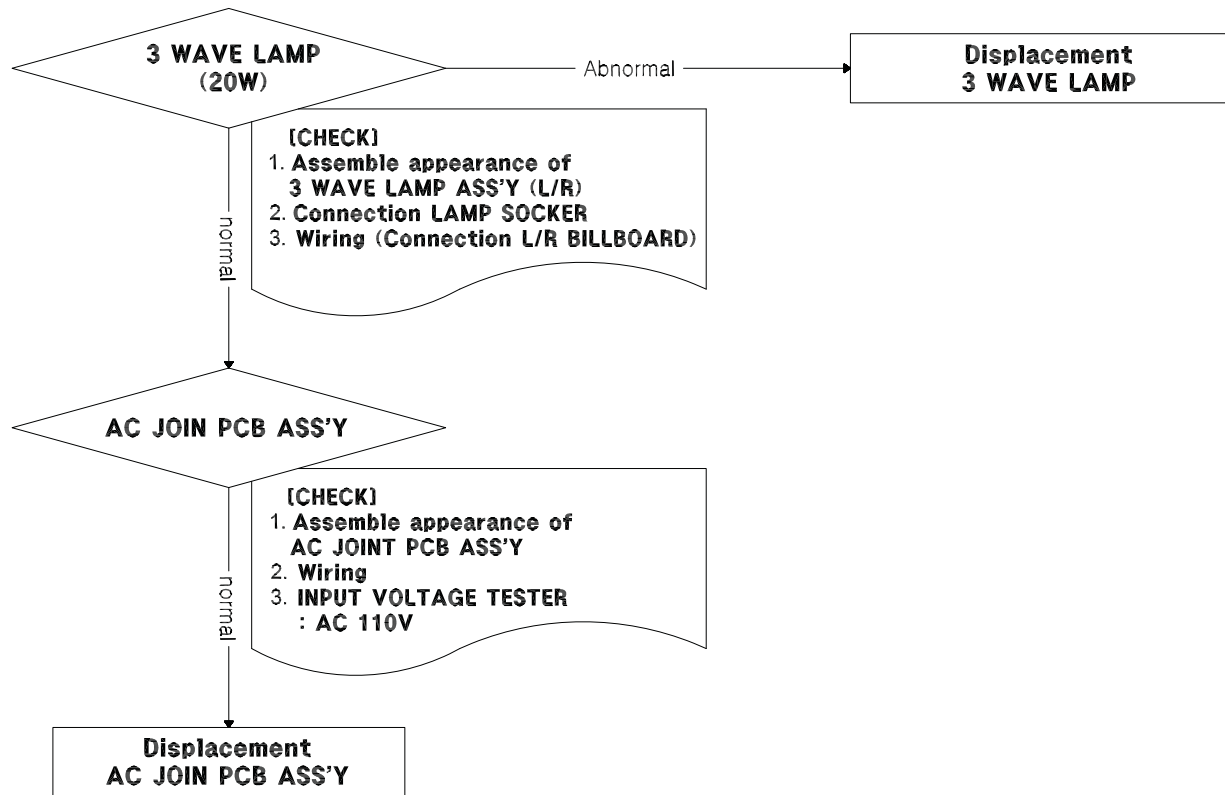 3 WAVE LAMP
(20W)
Abnormal
Displacement
3 WAVE LAMP
[CHECK]
1. Assemble appearance of
3 WAVE LAMP ASS'Y (L/R)
2. Connection LAMP SOCKER
3. Wiring (Connection L/R BILLBOARD)
normal
AC JOIN PCB ASS'Y
[CHECK]
1. Assemble appearance of
AC JOINT PCB ASS'Y
2. Wiring
3. INPUT VOLTAGE TESTER
: AC 110V
normal
Displacement
AC JOIN PCB ASS'Y